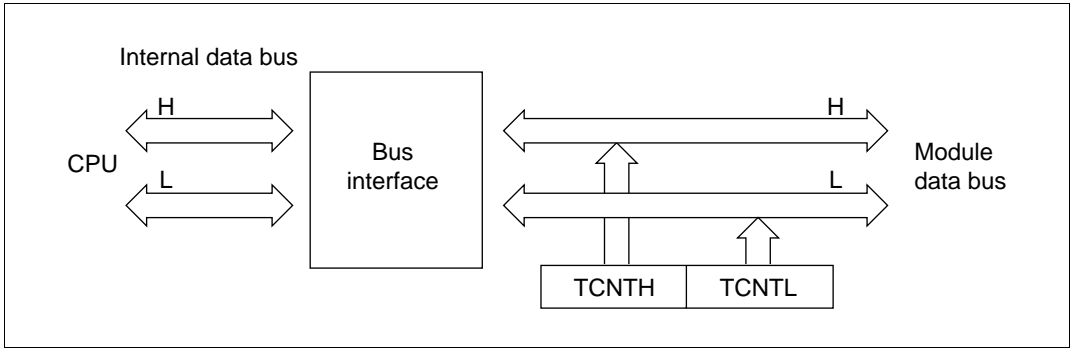 Internal data bus
H
H
CPU
Bus
interface
Module
data bus
L
L
TCNTH
TCNTL